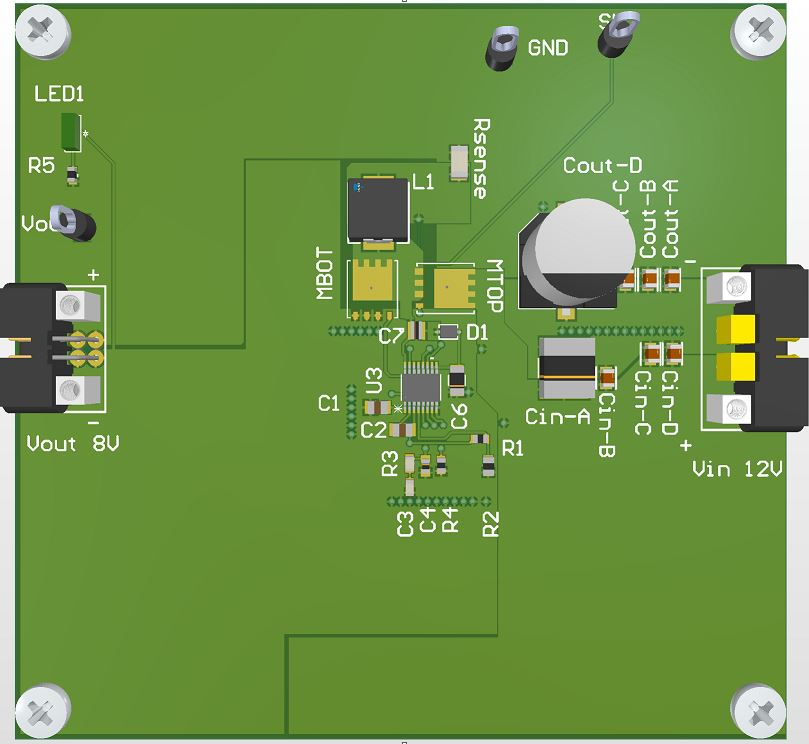 GND
LED1
R5
Rsense
Cout-D
Cout-B
Cout-A
L1
MBOT
MTOP
+
-
C7
D1
U3
C1
C2
C6
R3
R1
Cin-A
Cin-B
Cin-C
Cin-D
+
-
Vout 8V
Vin 12V
C3
C4
R4
R2